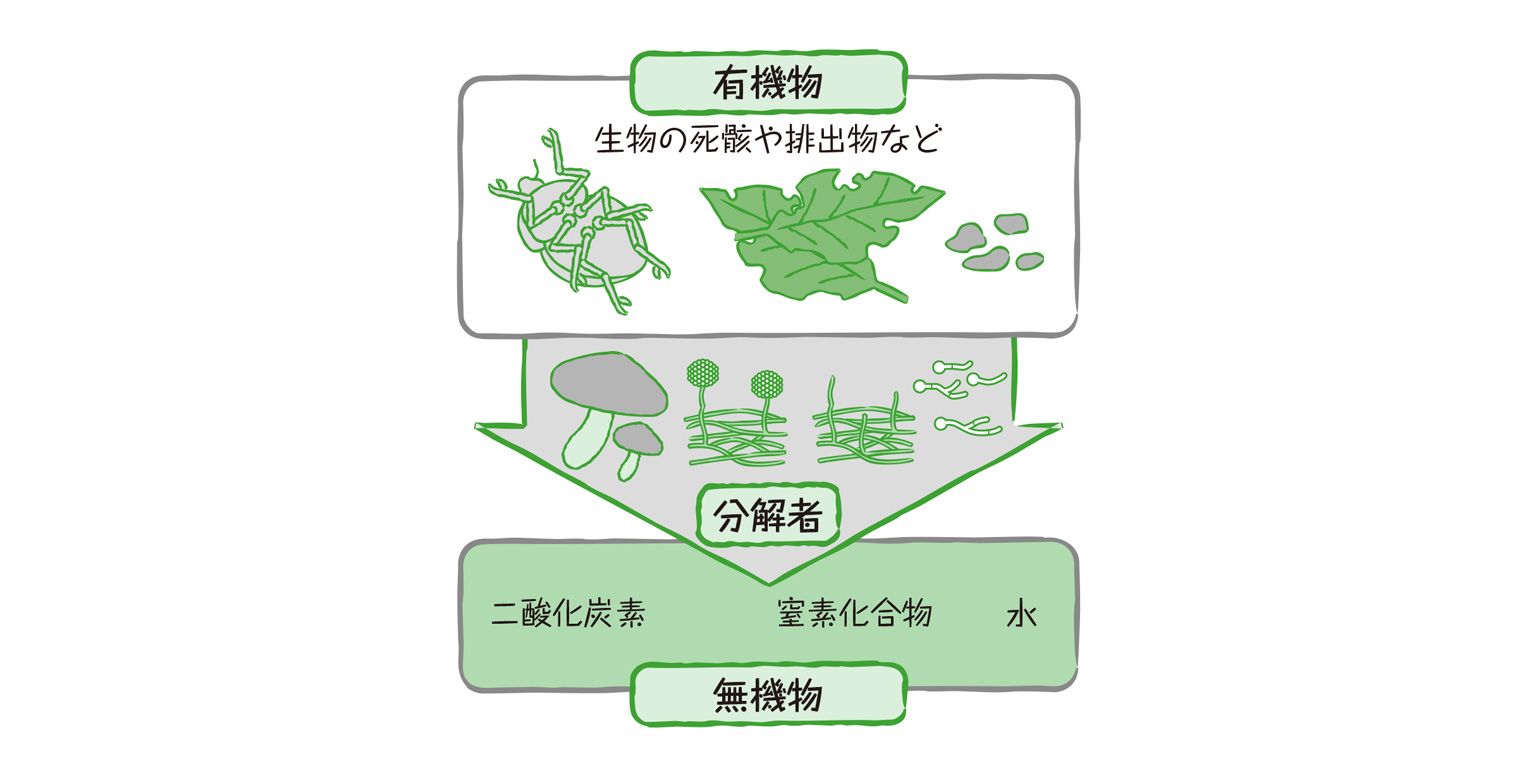 有機物
生物の死骸や排出物など
分解者
二酸化炭素 窒素化合物 水
無機物